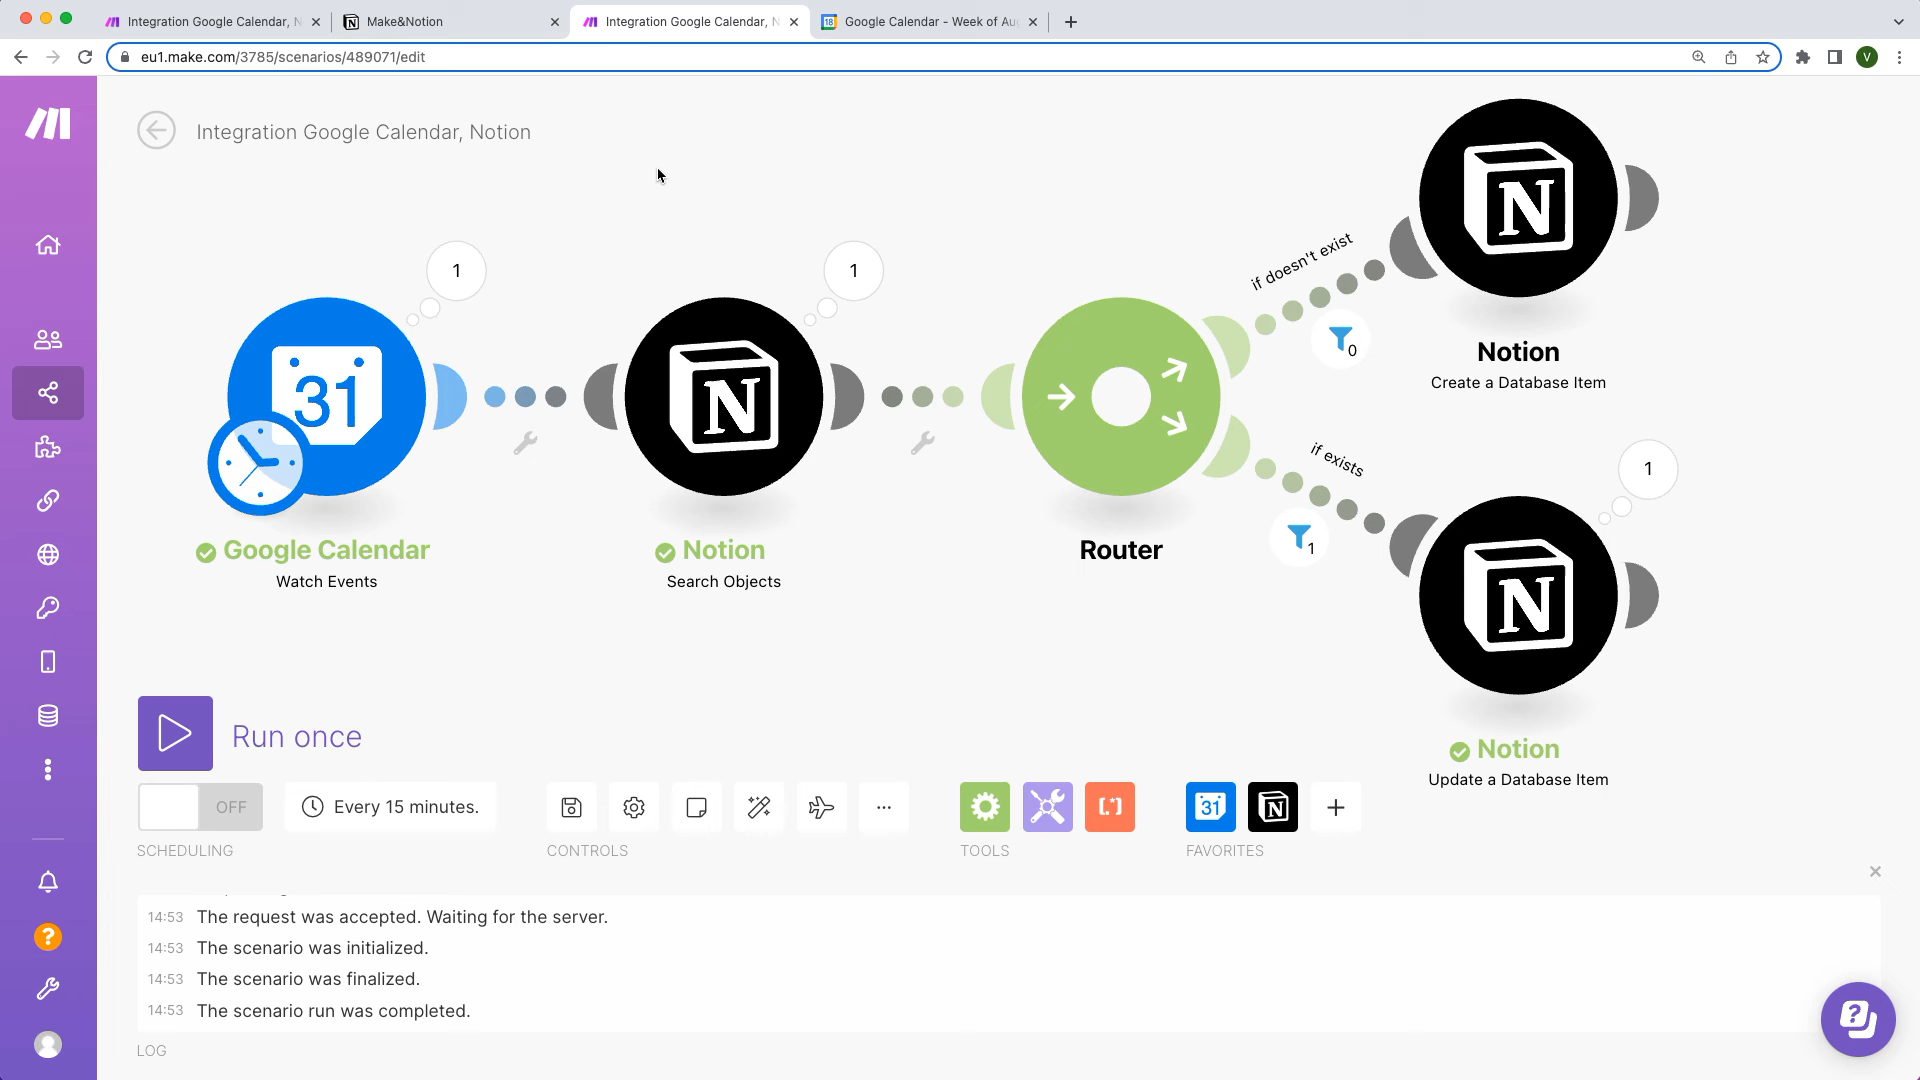 Integration Google Calendar, N
Make&Notion
Integration Google Calendar, N
18
Google Calendar - Week of Au
eu1.make.com/3785/scenarios/489071/edit
V
Integration Google Calendar, Notion
1
1
if doesn't exist
0
N
Notion
Create a Database Item
31
N
Google Calendar
Watch Events
Notion
Search Objects
Router
if exists
1
1
N
Notion
Update a Database Item
Run once
OFF
Every 15 minutes.
...
[.*]
31
N
+
SCHEDULING
CONTROLS
TOOLS
FAVORITES
14:53 The request was accepted. Waiting for the server.
14:53 The scenario was initialized.
14:53 The scenario was finalized.
14:53 The scenario run was completed.
LOG
?
?